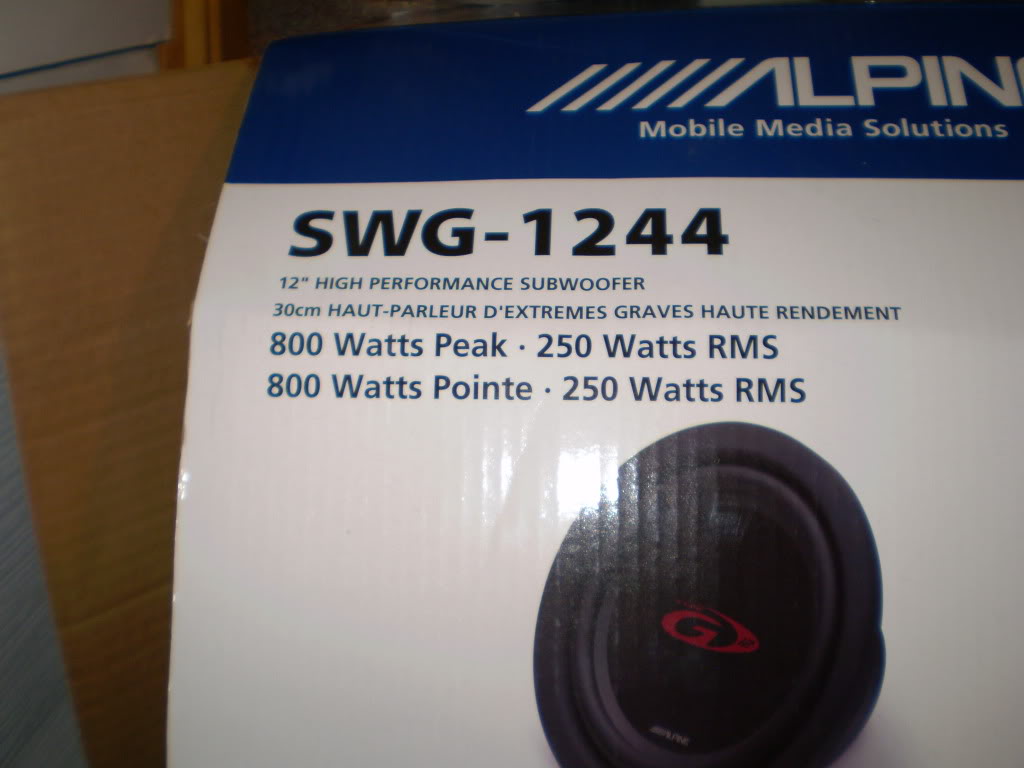 ALPIN
Mobile Media Solutions
SWG-1244
12" HIGH PERFORMANCE SUBWOOFER
30cm HAUT-PARLEUR D'EXTREMES GRAVES HAUTE RENDEMENT
800 Watts Peak · 250 Watts RMS
800 Watts Pointe · 250 Watts RMS
G
ALPINE